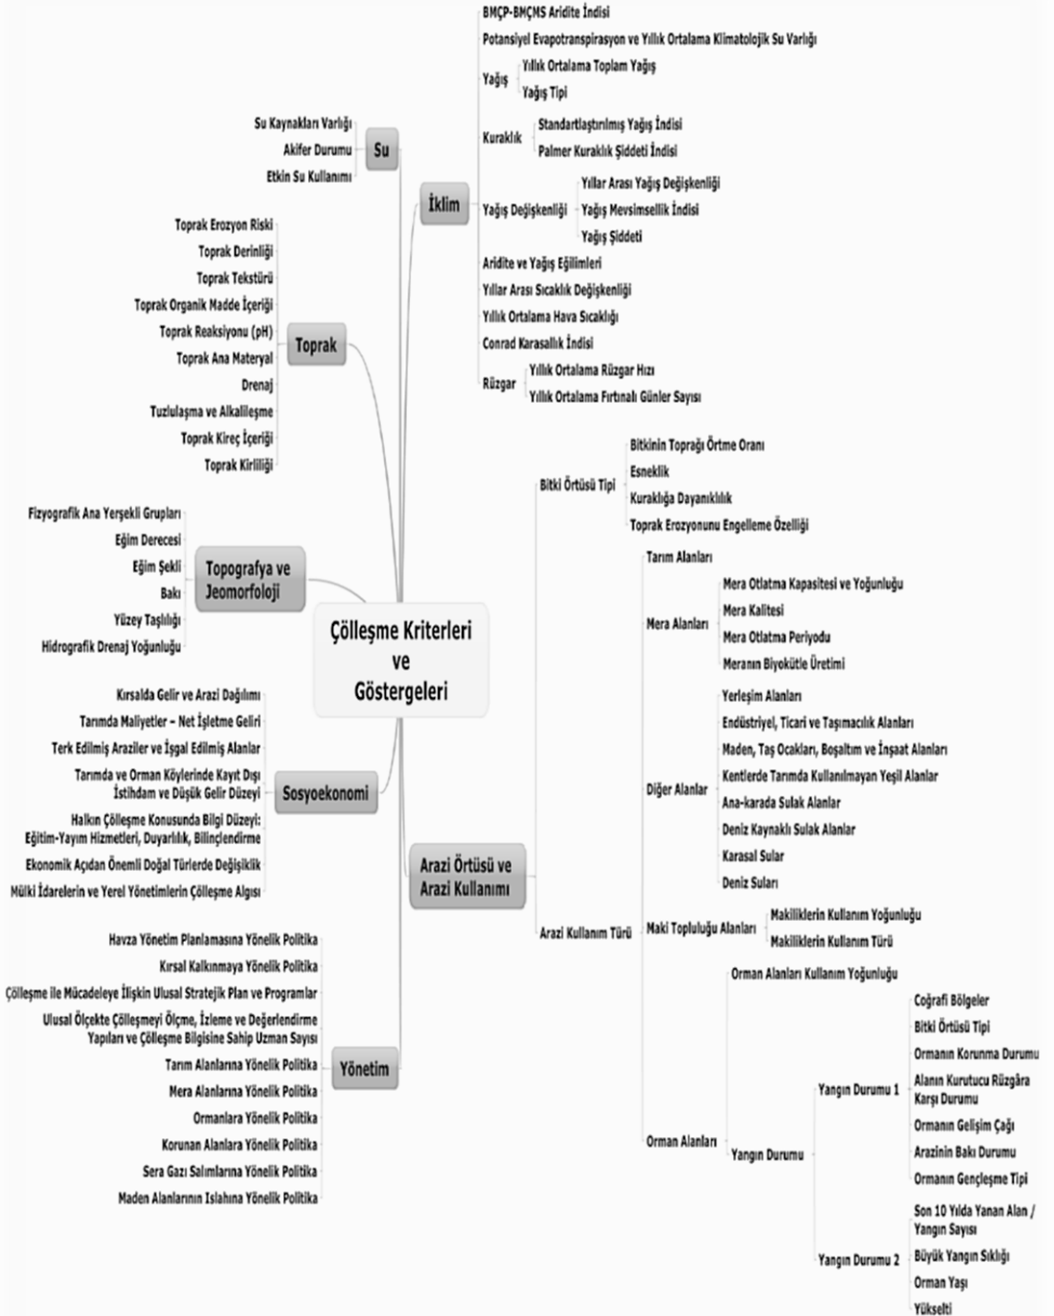 Çölleşme Kriterleri
ve
Göstergeleri
İklim
BMÇP-BMÇMS Aridite İndisi
Potansiyel Evapotranspirasyon ve Yıllık Ortalama Klimatolojik Su Varlığı
Yağış
Yıllık Ortalama Toplam Yağış
Yağış Tipi
Kuraklık
Standartlaştırılmış Yağış İndisi
Palmer Kuraklık Şiddeti İndisi
Yağış Değişkenliği
Yıllar Arası Yağış Değişkenliği
Yağış Mevsimsellik İndisi
Yağış Şiddeti
Aridite ve Yağış Eğilimleri
Yıllar Arası Sıcaklık Değişkenliği
Yıllık Ortalama Hava Sıcaklığı
Conrad Karasallık İndisi
Rüzgar
Yıllık Ortalama Rüzgar Hızı
Yıllık Ortalama Fırtınalı Günler Sayısı
Su
Su Kaynakları Varlığı
Akifer Durumu
Etkin Su Kullanımı
Toprak
Toprak Erozyon Riski
Toprak Derinliği
Toprak Tekstürü
Toprak Organik Madde İçeriği
Toprak Reaksiyonu (pH)
Toprak Ana Materyal
Drenaj
Tuzlulaşma ve Alkalileşme
Toprak Kireç İçeriği
Toprak Kirliliği
Topografya ve
Jeomorfoloji
Fizyografik Ana Yerşekli Grupları
Eğim Derecesi
Eğim Şekli
Bakı
Yüzey Taşlılığı
Hidrografik Drenaj Yoğunluğu
Sosyoekonomi
Kırsalda Gelir ve Arazi Dağılımı
Tarımda Maliyetler – Net İşletme Geliri
Terk Edilmiş Araziler ve İşgal Edilmiş Alanlar
Tarımda ve Orman Köylerinde Kayıt Dışı
İstihdam ve Düşük Gelir Düzeyi
Halkın Çölleşme Konusunda Bilgi Düzeyi:
Eğitim-Yayım Hizmetleri, Duyarlılık, Bilinçlendirme
Ekonomik Açıdan Önemli Doğal Türlerde Değişiklik
Mülki İdarelerin ve Yerel Yönetimlerin Çölleşme Algısı
Yönetim
Havza Yönetim Planlamasına Yönelik Politika
Kırsal Kalkınmaya Yönelik Politika
Çölleşme ile Mücadeleye İlişkin Ulusal Stratejik Plan ve Programlar
Ulusal Ölçekte Çölleşmeyi Ölçme, İzleme ve Değerlendirme
Yapıları ve Çölleşme Bilgisine Sahip Uzman Sayısı
Tarım Alanlarına Yönelik Politika
Mera Alanlarına Yönelik Politika
Ormanlara Yönelik Politika
Korunan Alanlara Yönelik Politika
Sera Gazı Salımlarına Yönelik Politika
Maden Alanlarının Islahına Yönelik Politika
Arazi Örtüsü ve
Arazi Kullanımı
Bitki Örtüsü Tipi
Bitkinin Toprağı Örtme Oranı
Esneklik
Kuraklığa Dayanıklılık
Toprak Erozyonunu Engelleme Özelliği
Arazi Kullanım Türü
Tarım Alanları
Mera Alanları
Mera Otlatma Kapasitesi ve Yoğunluğu
Mera Kalitesi
Mera Otlatma Periyodu
Meranın Biyokütle Üretimi
Diğer Alanlar
Yerleşim Alanları
Endüstriyel, Ticari ve Taşımacılık Alanları
Maden, Taş Ocakları, Boşaltım ve İnşaat Alanları
Kentlerde Tarımda Kullanılmayan Yeşil Alanlar
Ana-karada Sulak Alanlar
Deniz Kaynaklı Sulak Alanlar
Karasal Sular
Deniz Suları
Maki Topluluğu Alanları
Makiliklerin Kullanım Yoğunluğu
Makiliklerin Kullanım Türü
Orman Alanları
Orman Alanları Kullanım Yoğunluğu
Yangın Durumu
Yangın Durumu 1
Coğrafi Bölgeler
Bitki Örtüsü Tipi
Ormanın Korunma Durumu
Alanın Kurutucu Rüzgâra
Karşı Durumu
Ormanın Gelişim Çağı
Arazinin Bakı Durumu
Ormanın Gençleşme Tipi
Yangın Durumu 2
Son 10 Yılda Yanan Alan /
Yangın Sayısı
Büyük Yangın Sıklığı
Orman Yaşı
Yükselti